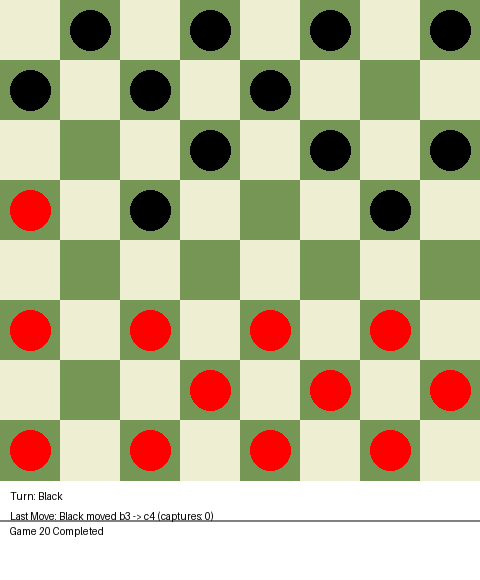 Turn: Black
Last Move: Black moved b3 -> c4 (captures: 0)
Game 20 Completed